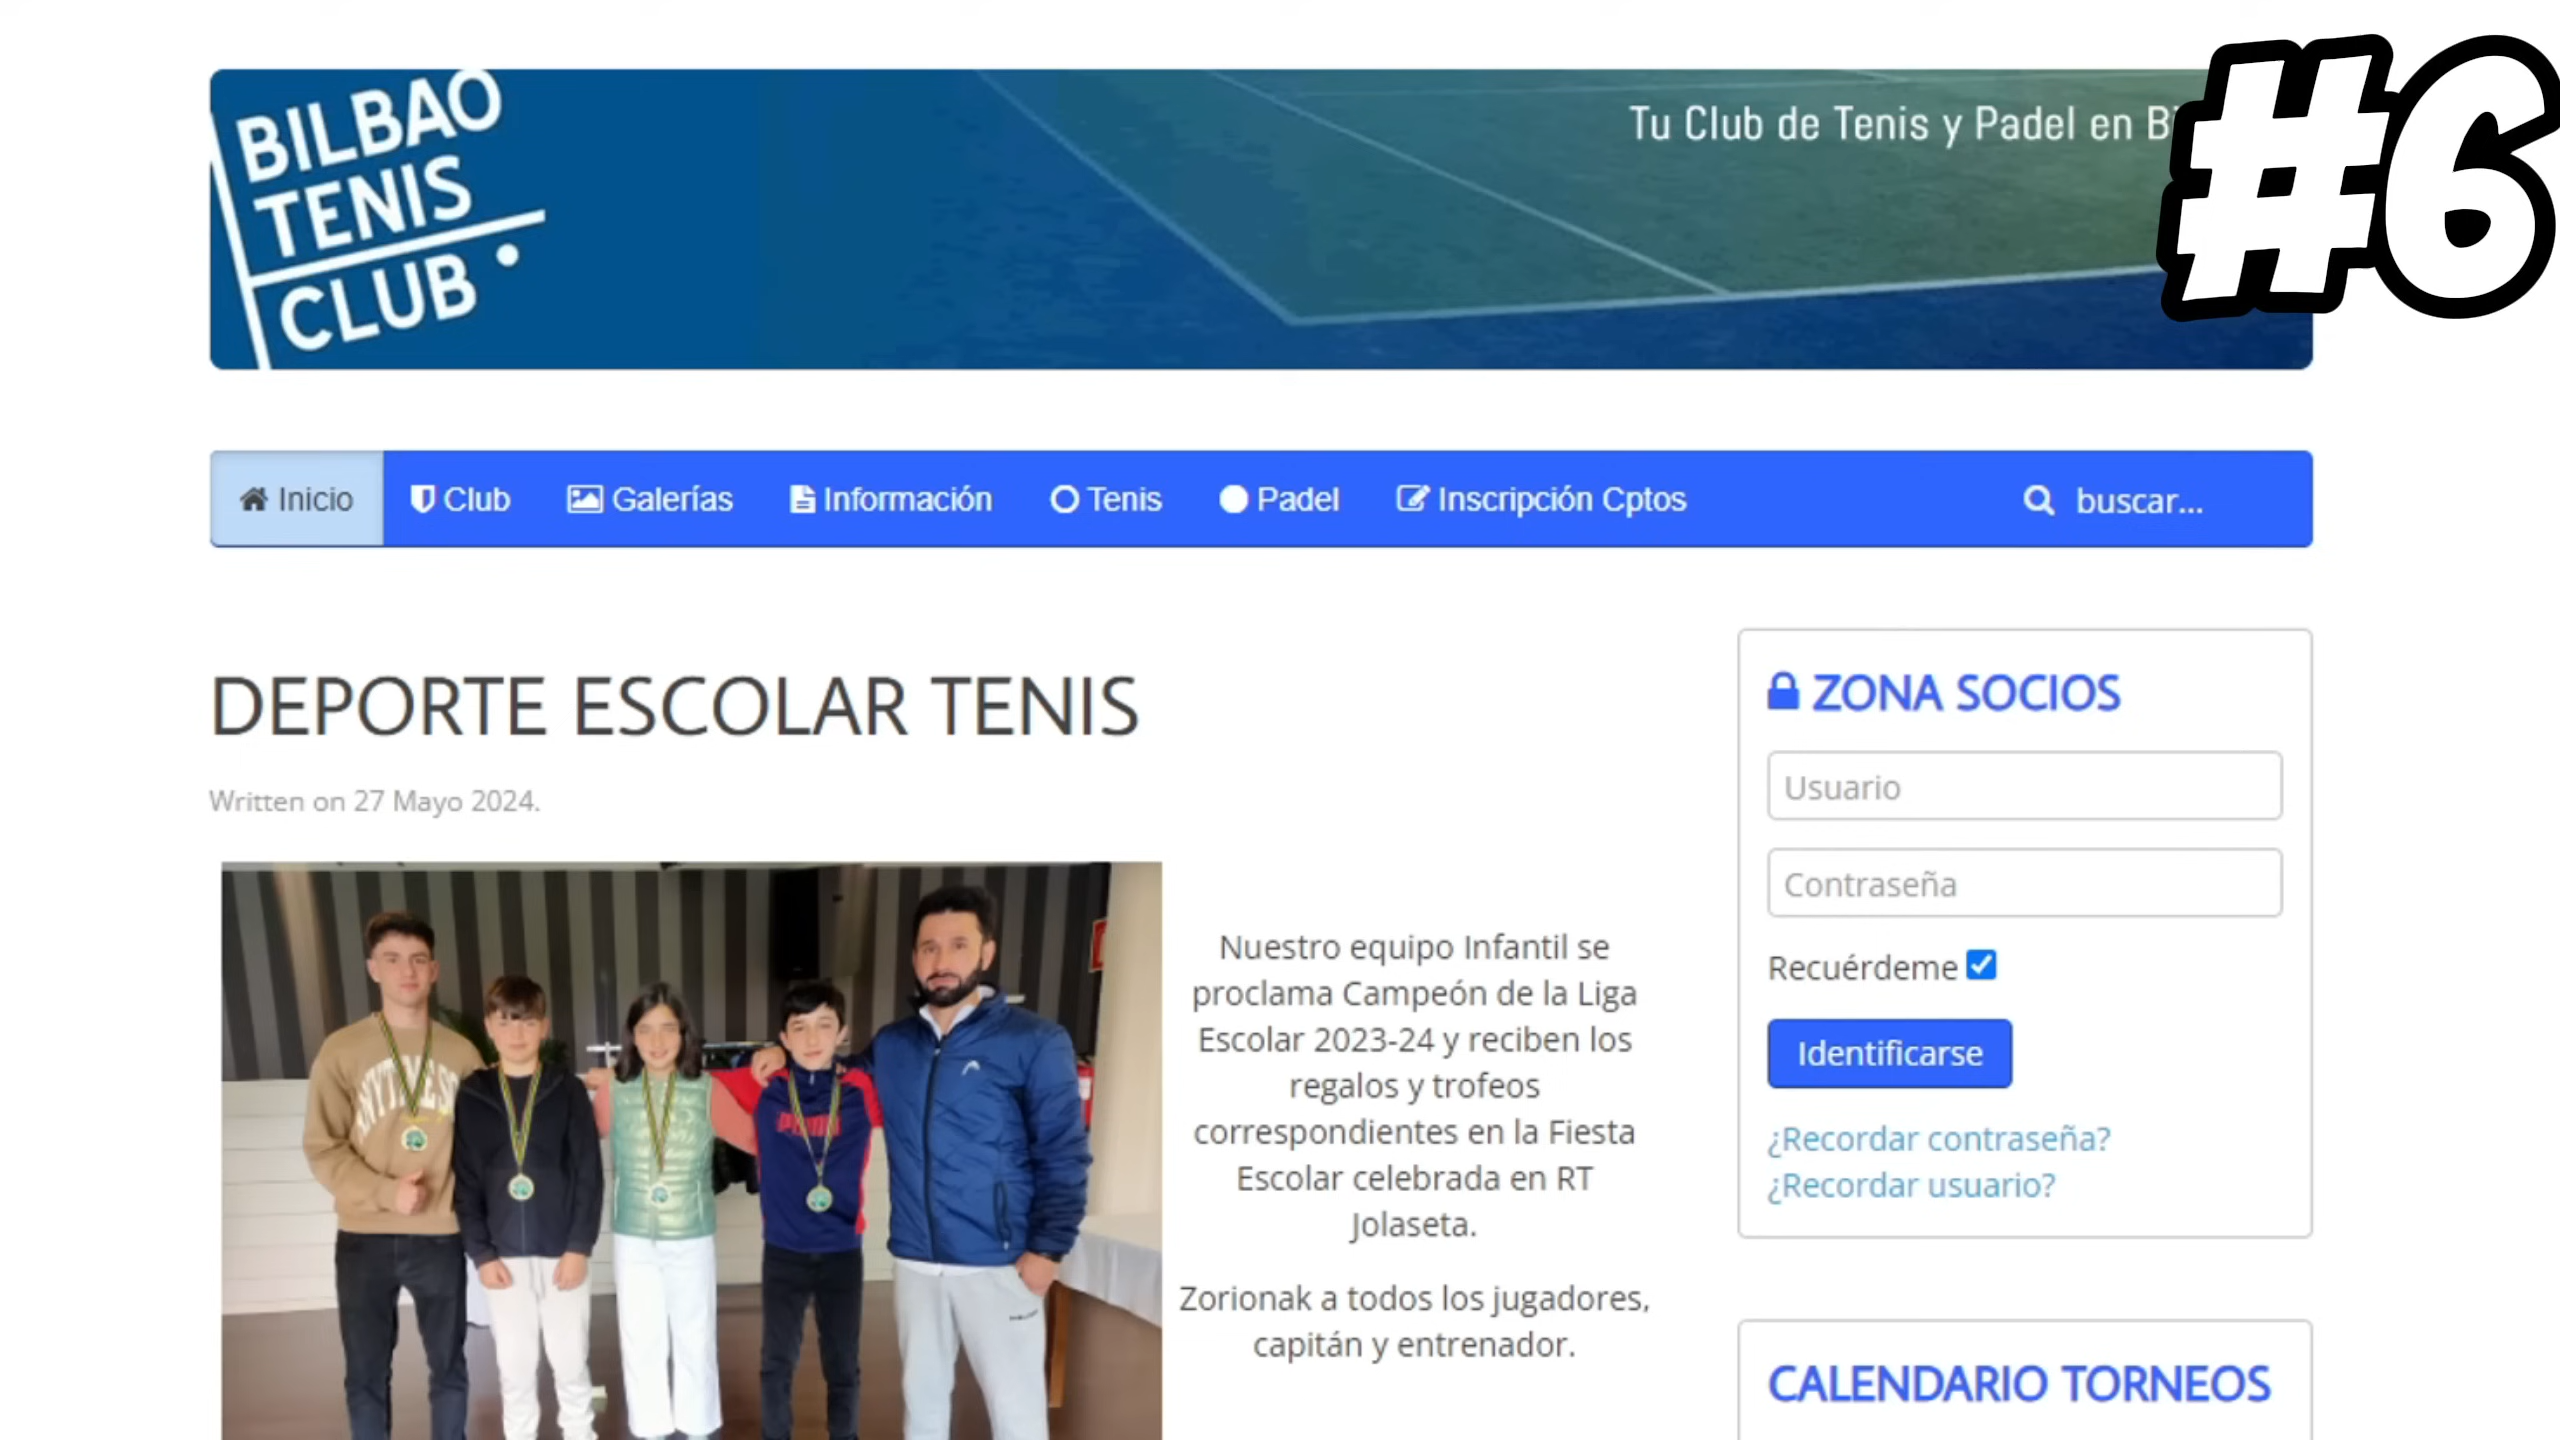 BILBAO
TENIS
CLUB
Tu Club de Tenis y Padel en
#6
Inicio Club Galerías Información Tenis Padel Inscripción Cptos buscar...
DEPORTE ESCOLAR TENIS
Written on 27 Mayo 2024.
Nuestro equipo Infantil se
proclama Campeón de la Liga
Escolar 2023-24 y reciben los
regalos y trofeos
correspondientes en la Fiesta
Escolar celebrada en RT
Jolaseta.
Zorionak a todos los jugadores,
capitán y entrenador.
ZONA SOCIOS
Usuario
Contraseña
Recuérdeme
Identificarse
¿Recordar contraseña?
¿Recordar usuario?
CALENDARIO TORNEOS